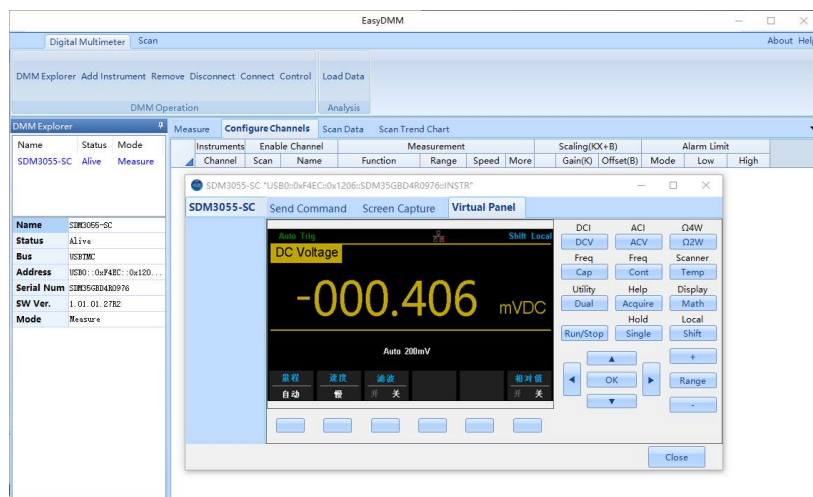 EasyDMM
Digital Multimeter Scan
About Help
DMM Explorer Add Instrument Remove Disconnect Connect Control Load Data
DMM Operation Analysis
DMM Explorer
Measure Configure Channels Scan Data Scan Trend Chart
Name Status Mode
SDM3055-SC Alive Measure
Instruments Enable Channel Measurement Scaling(KX+B) Alarm Limit
Channel Scan Name Function Range Speed More Gain(K) Offset(B) Mode Low High
Name SDM3055-SC
Status Alive
Bus USBTMC
Address USB0::0xF4EC::0x120...
Serial Num SDM35GBD4R0976
SW Ver. 1.01.01.27R2
Mode Measure
SDM3055-SC "USB0::0xF4EC::0x1206::SDM35GBD4R0976::INSTR"
SDM3055-SC Send Command Screen Capture Virtual Panel
Auto Trig Shift Local
DC Voltage
-000.406 mVDC
Auto 200mV
量程 速度 滤波 相对值
自动 慢 开 关 开 关
DCI ACI Ω4W
DCV ACV Ω2W
Freq Freq Scanner
Cap Cont Temp
Utility Help Display
Dual Acquire Math
Hold Local
Run/Stop Single Shift
+
OK Range
-
Close